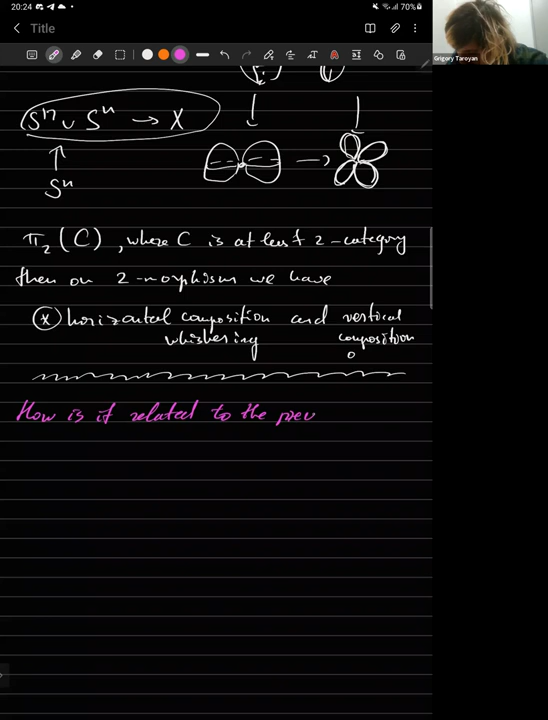 20:24
70%
Title
Grigory Taroyan
Sⁿ ∨ Sⁿ → X
↑
Sⁿ
π₂(C), where C is at least 2-category
then on 2-morphism we have
(*) horizontal composition and vertical
whiskering composition
∘
How is it related to the prev